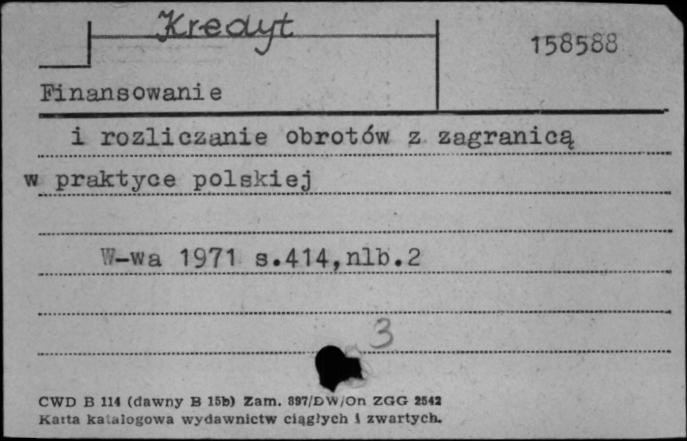 Kredyt
158588
Finansowanie
i rozliczanie obrotów z zagranicą
w praktyce polskiej
W-wa 1971 s.414,nlb.2
3
CWD B 114 (dawny B 15b) Zam. 897/DW/On ZGG 2542
Karta katalogowa wydawnictw ciągłych i zwartych.